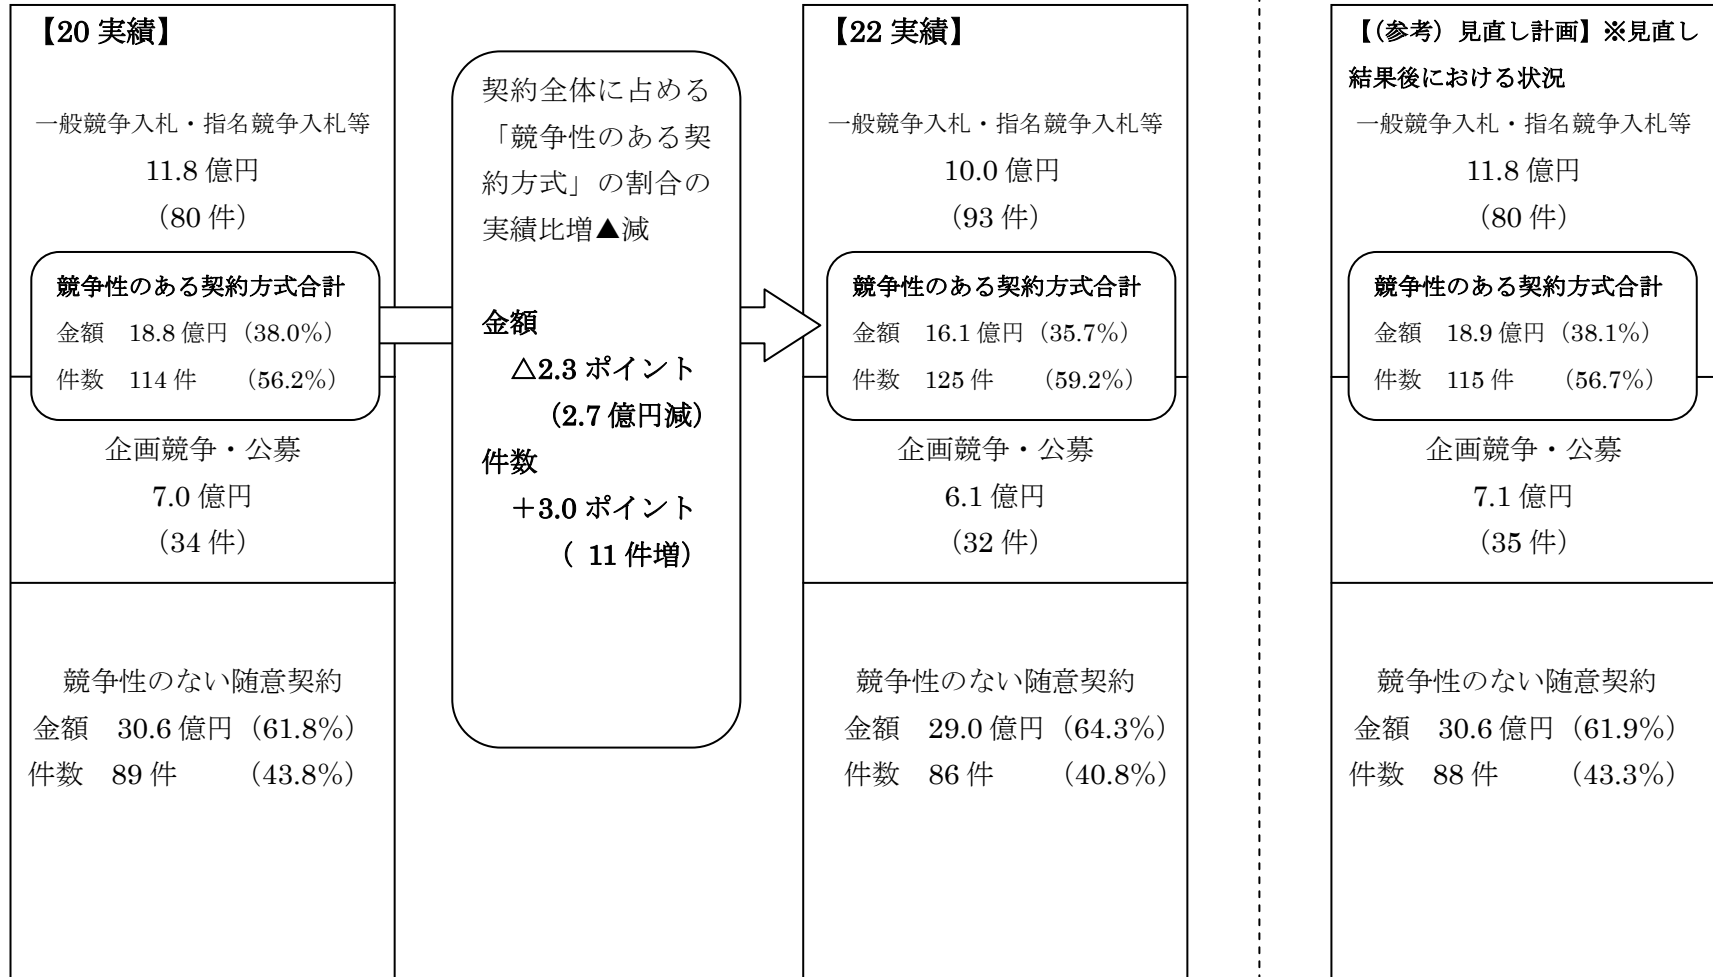 【20 実績】
一般競争入札・指名競争入札等
11.8 億円
（80 件）
競争性のある契約方式合計
金額　18.8 億円（38.0%）
件数　114 件　　（56.2%）
企画競争・公募
7.0 億円
（34 件）
競争性のない随意契約
金額　30.6 億円（61.8%）
件数　89 件　　　（43.8%）
契約全体に占める
「競争性のある契
約方式」の割合の
実績比増▲減
金額
△2.3 ポイント
（2.7 億円減）
件数
＋3.0 ポイント
（ 11 件増）
【22 実績】
一般競争入札・指名競争入札等
10.0 億円
（93 件）
競争性のある契約方式合計
金額　16.1 億円（35.7%）
件数　125 件　　（59.2%）
企画競争・公募
6.1 億円
（32 件）
競争性のない随意契約
金額　29.0 億円（64.3%）
件数　86 件　　　（40.8%）
【（参考）見直し計画】※見直し
結果後における状況
一般競争入札・指名競争入札等
11.8 億円
（80 件）
競争性のある契約方式合計
金額　18.9 億円（38.1%）
件数　115 件　　（56.7%）
企画競争・公募
7.1 億円
（35 件）
競争性のない随意契約
金額　30.6 億円（61.9%）
件数　88 件　　　（43.3%）